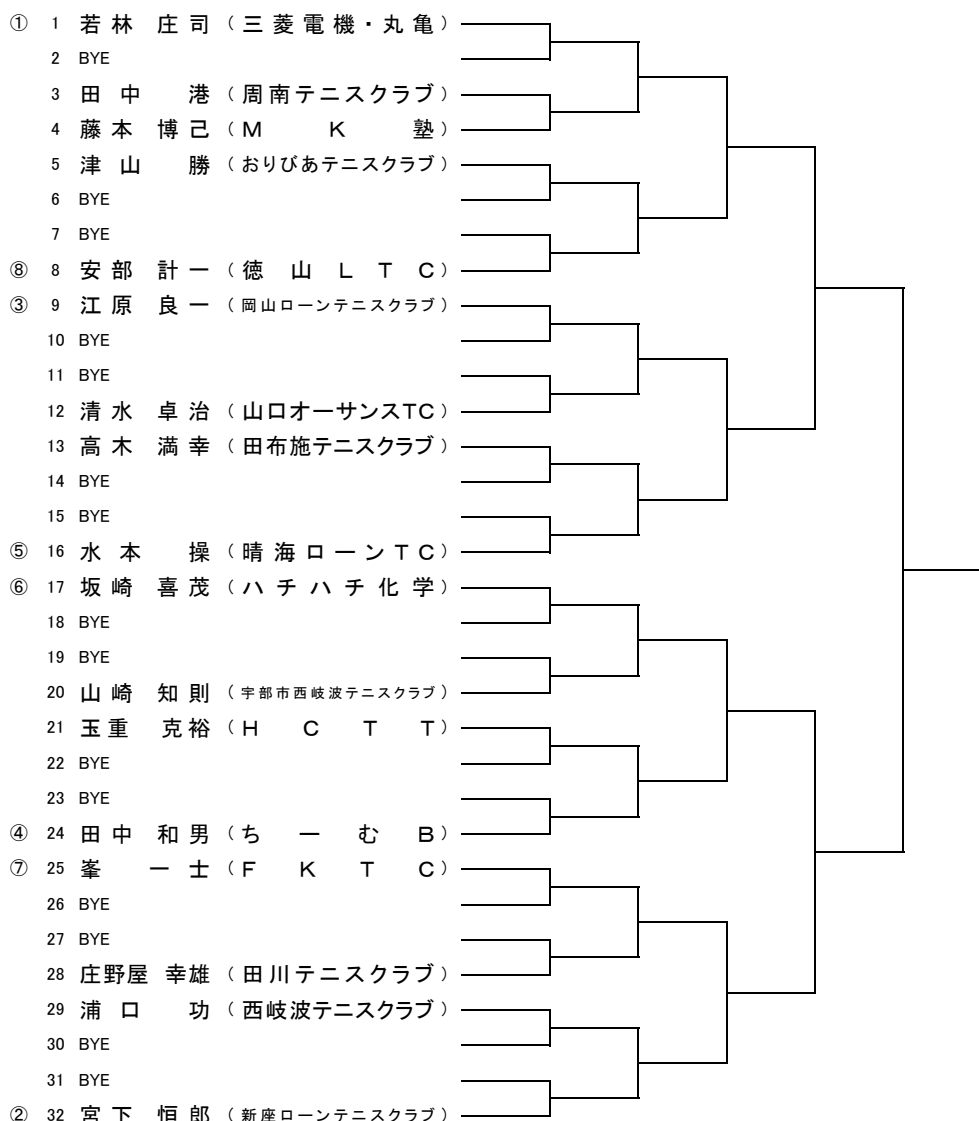 ① 1 若林 庄司 (三菱電機・丸亀)
2 BYE
3 田中 港 (周南テニスクラブ)
4 藤本 博己 (MK塾)
5 津山 勝 (おりびあテニスクラブ)
6 BYE
7 BYE
⑧ 8 安部 計一 (徳山LTC)
③ 9 江原 良一 (岡山ローンテニスクラブ)
10 BYE
11 BYE
12 清水 卓治 (山口オーサンスTC)
13 高木 満幸 (田布施テニスクラブ)
14 BYE
15 BYE
⑤ 16 水本 操 (晴海ローンTC)
⑥ 17 坂崎 喜茂 (ハチハチ化学)
18 BYE
19 BYE
20 山崎 知則 (宇部市西岐波テニスクラブ)
21 玉重 克裕 (HCTT)
22 BYE
23 BYE
④ 24 田中 和男 (ちーむB)
⑦ 25 峯 一士 (FKTC)
26 BYE
27 BYE
28 庄野屋 幸雄 (田川テニスクラブ)
29 浦口 功 (西岐波テニスクラブ)
30 BYE
31 BYE
② 32 宮下 恒郎 (新座ローンテニスクラブ)